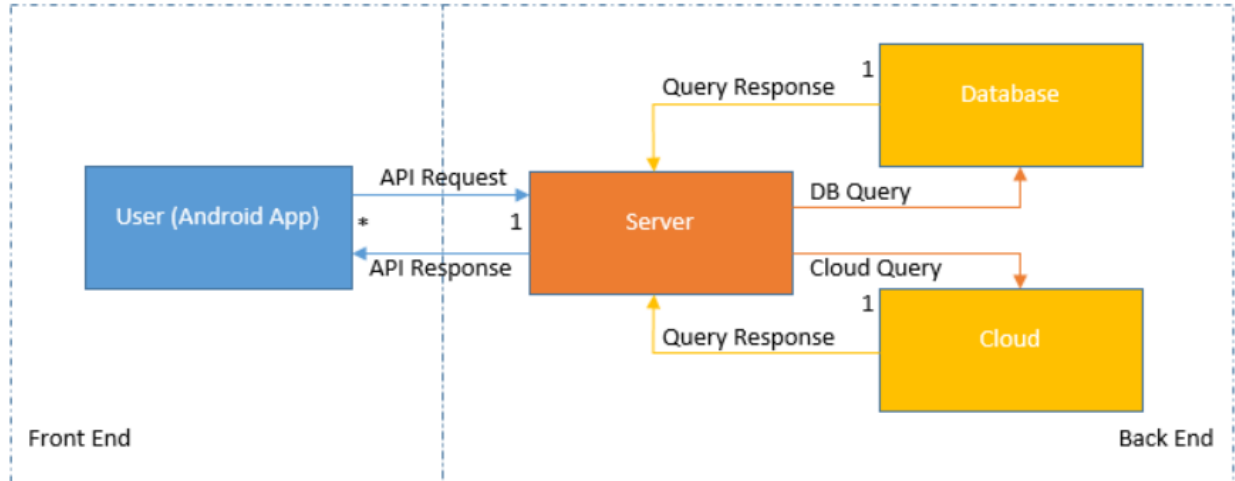 1
Query Response
Database
API Request
DB Query
User (Android App)
*
1
Server
API Response
Cloud Query
1
Query Response
Cloud
Front End
Back End